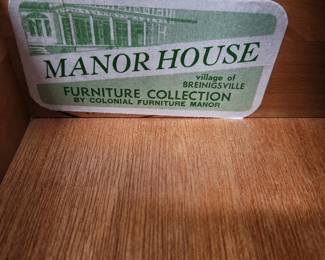 MANOR HOUSE
village of
BREINIGSVILLE
FURNITURE COLLECTION
BY COLONIAL FURNITURE MANOR